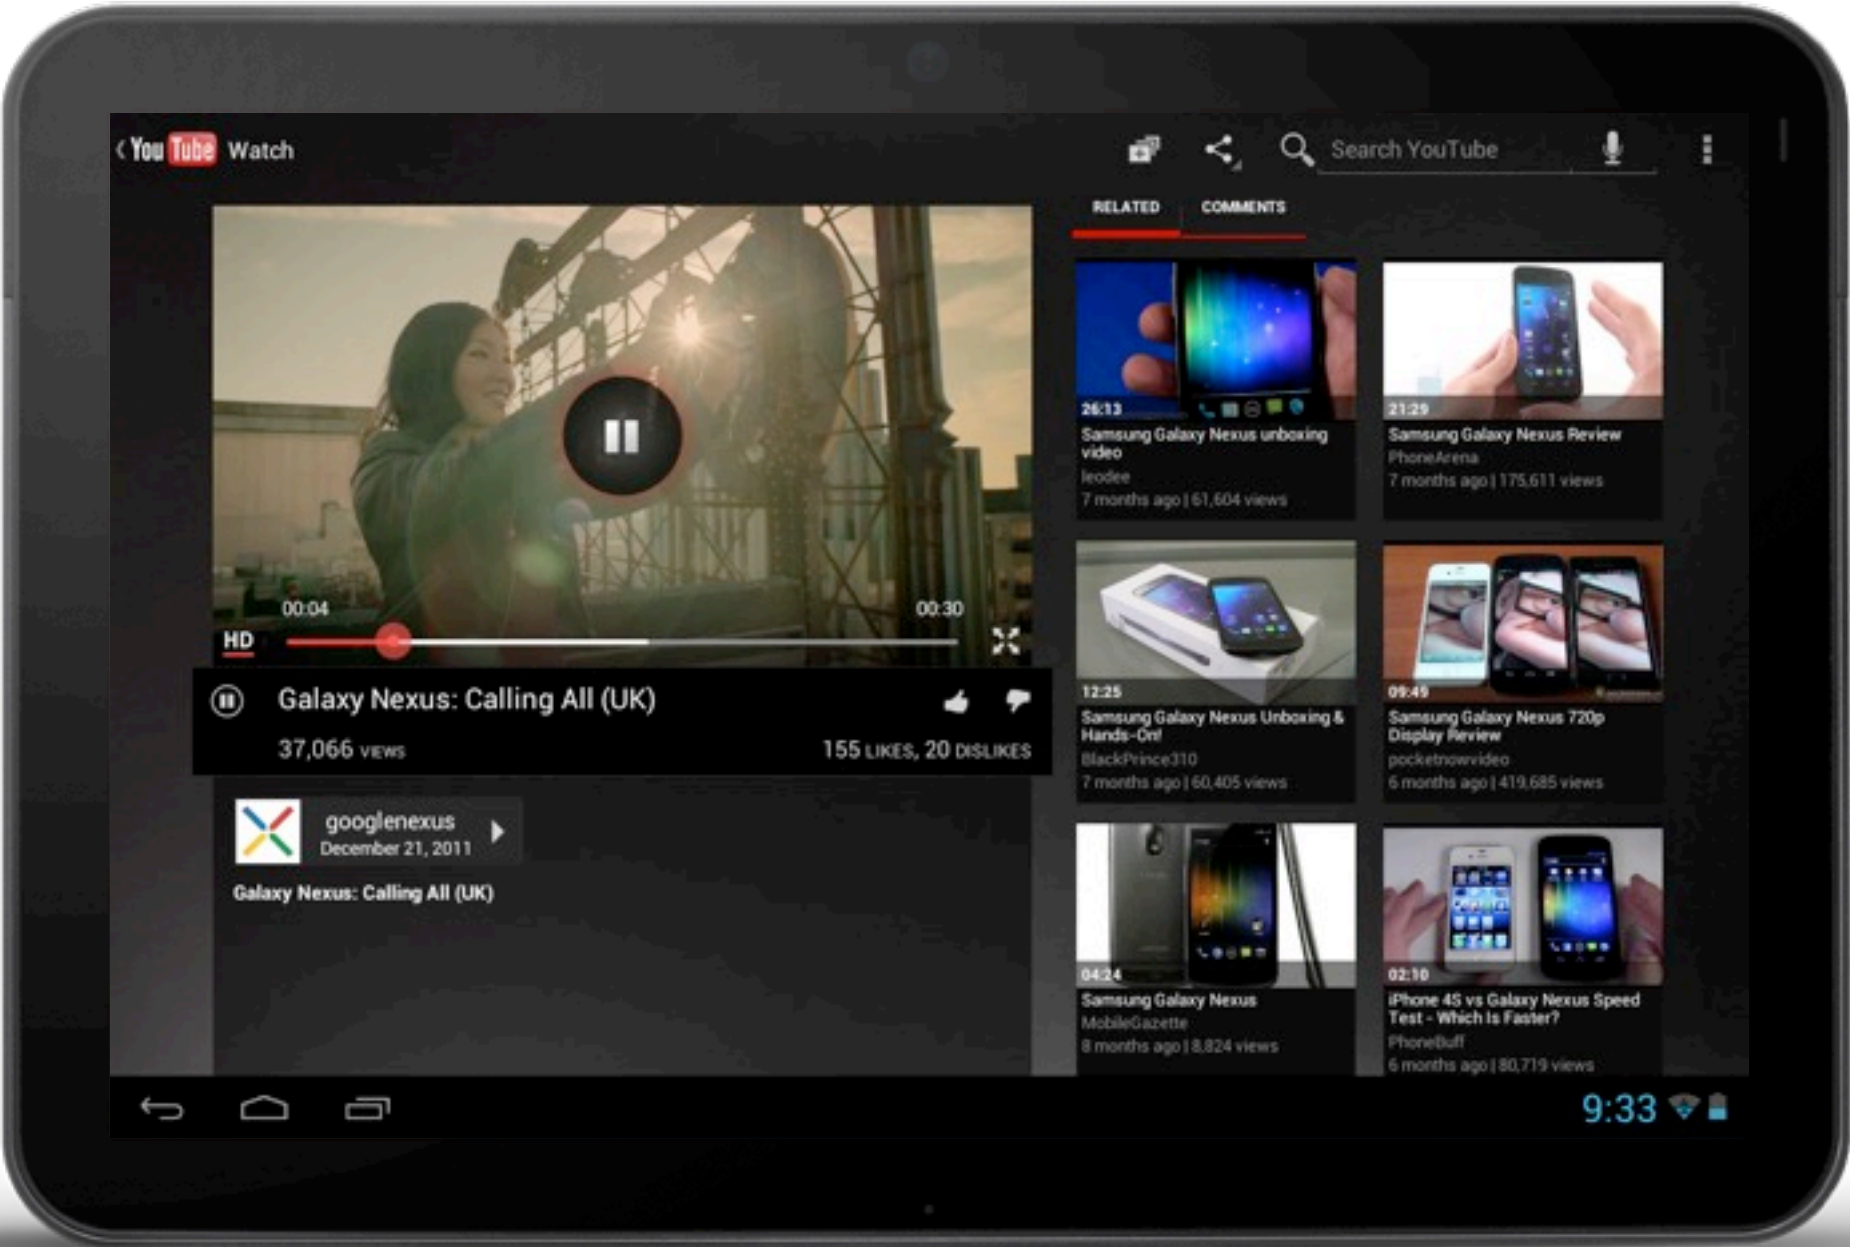 YouTube Watch
Search YouTube
RELATED COMMENTS
00:04 00:30
HD
Galaxy Nexus: Calling All (UK)
37,066 VIEWS
155 LIKES, 20 DISLIKES
googlenexus
December 21, 2011
Galaxy Nexus: Calling All (UK)
26:13
Samsung Galaxy Nexus unboxing
video
leodee
7 months ago | 61,604 views
21:29
Samsung Galaxy Nexus Review
PhoneArena
7 months ago | 175,611 views
12:25
Samsung Galaxy Nexus Unboxing &
Hands-On!
BlackPrince310
7 months ago | 60,405 views
09:49
Samsung Galaxy Nexus 720p
Display Review
pocketnowvideo
6 months ago | 419,685 views
04:24
Samsung Galaxy Nexus
MobileGazette
8 months ago | 8,824 views
02:10
iPhone 4S vs Galaxy Nexus Speed
Test - Which Is Faster?
PhoneBuff
6 months ago | 80,719 views
9:33